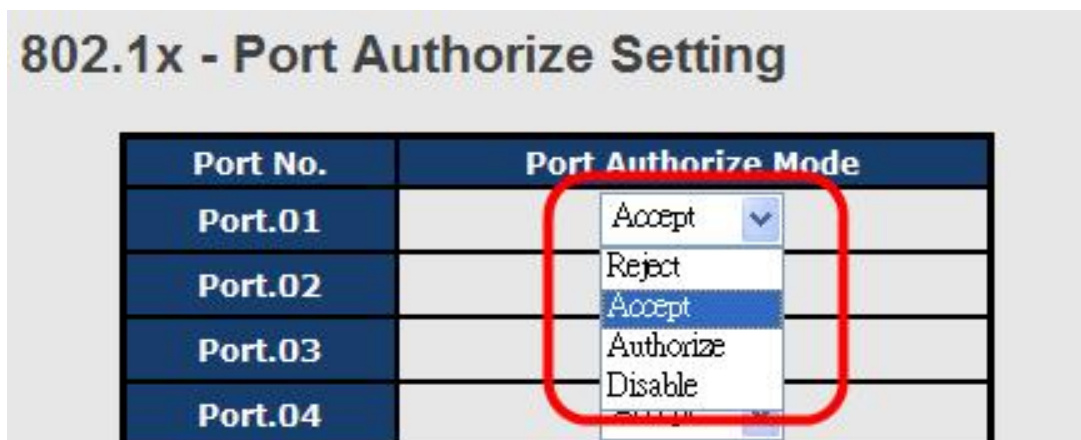 802.1x - Port Authorize Setting
Port No. Port Authorize Mode
Port.01 Accept
Reject
Port.02
Accept
Port.03 Authorize
Disable
Port.04